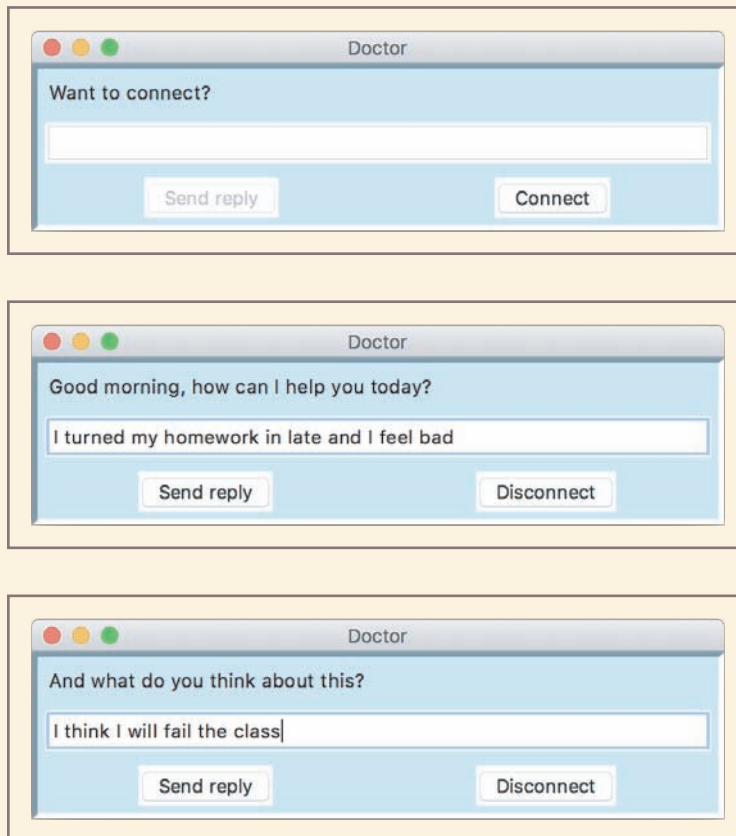 Doctor
Want to connect?
Send reply Connect
Doctor
Good morning, how can I help you today?
I turned my homework in late and I feel bad
Send reply Disconnect
Doctor
And what do you think about this?
I think I will fail the class
Send reply Disconnect